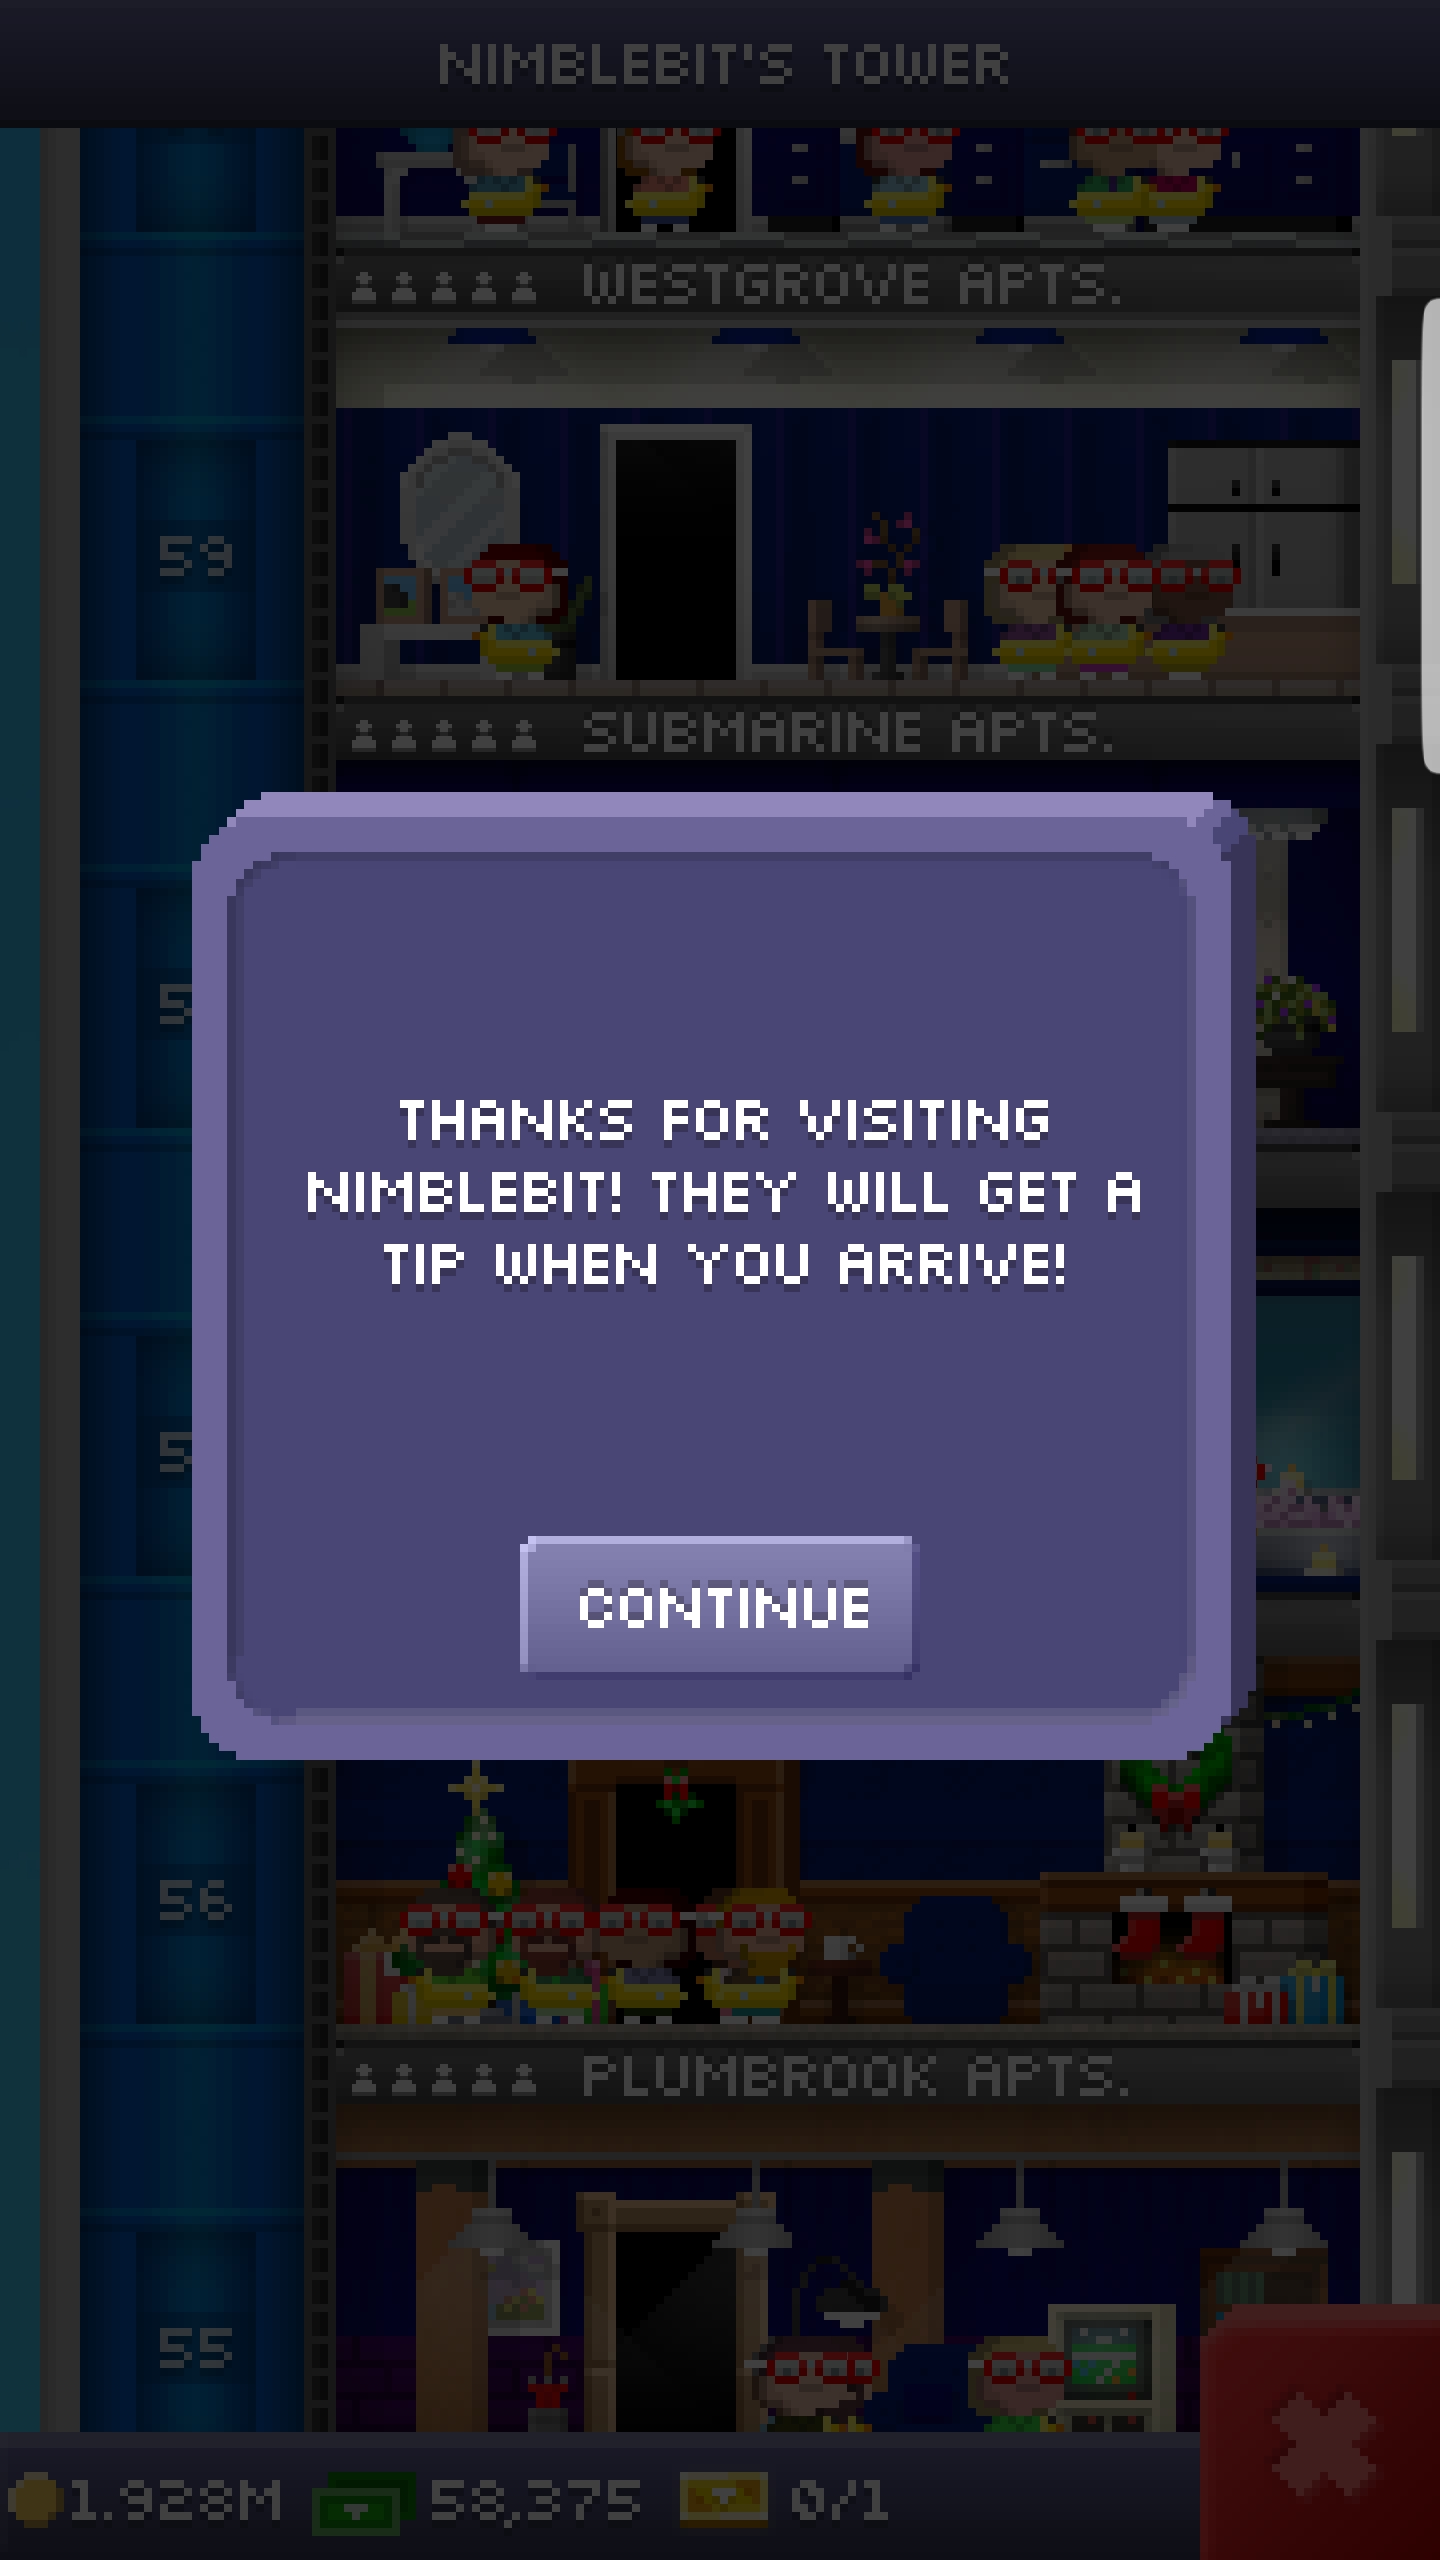 NIMBLEBIT'S TOWER
WESTGROVE APTS.
59
SUBMARINE APTS.
THANKS FOR VISITING
NIMBLEBIT! THEY WILL GET A
TIP WHEN YOU ARRIVE!
CONTINUE
56
PLUMBROOK APTS.
55
1.928M 58,375 0/1